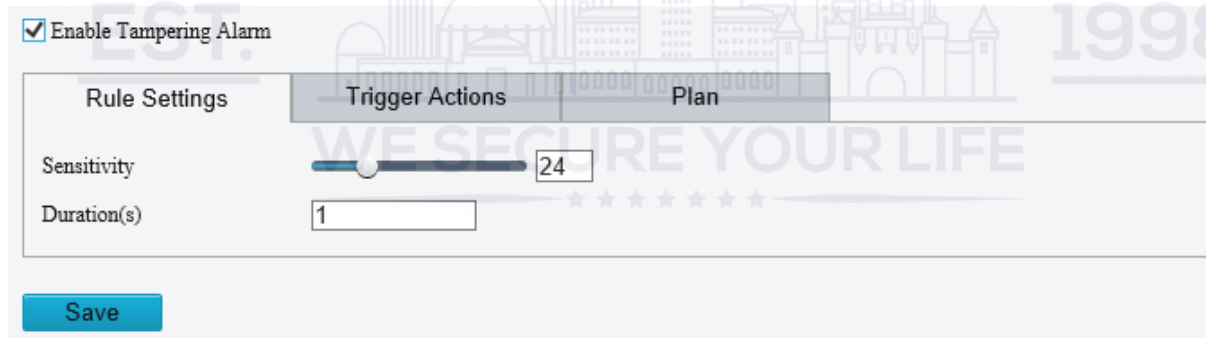 EST.
1998
Enable Tampering Alarm
Rule Settings Trigger Actions Plan
WE SECURE YOUR LIFE
Sensitivity 24
Duration(s) 1
Save